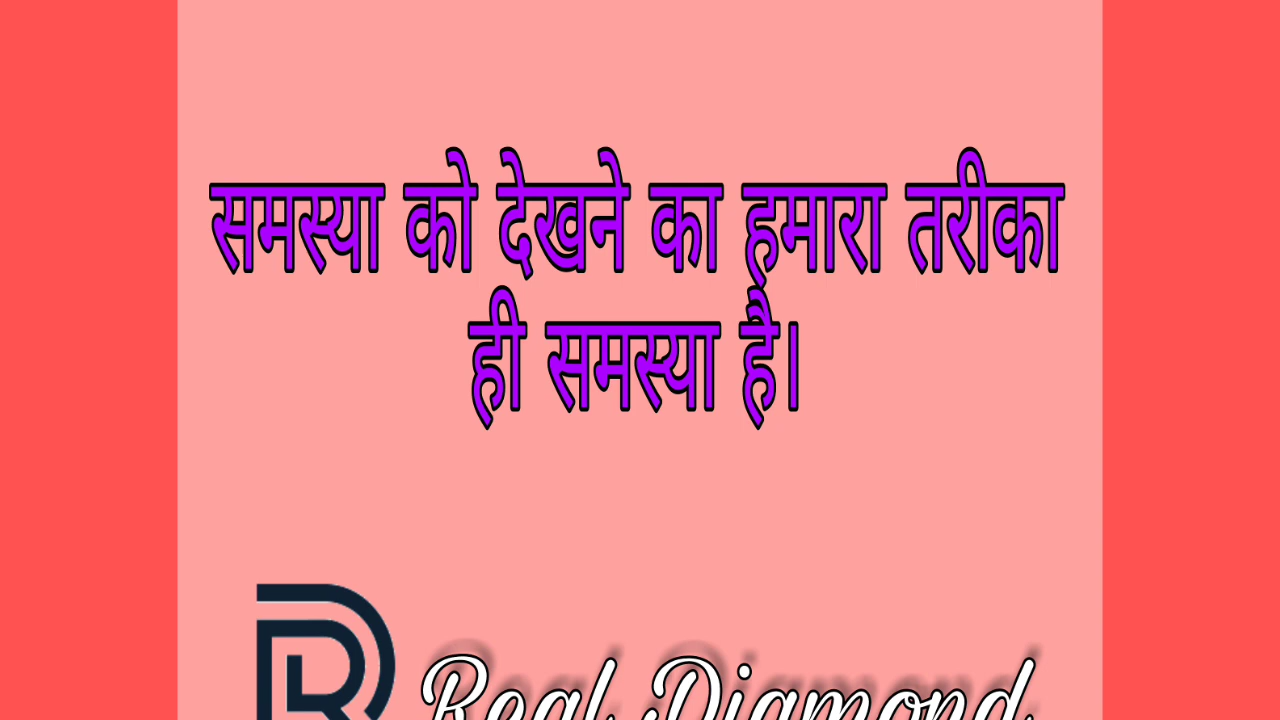 समस्या को देखने का हमारा तरीका
ही समस्या है।
Real Diamond